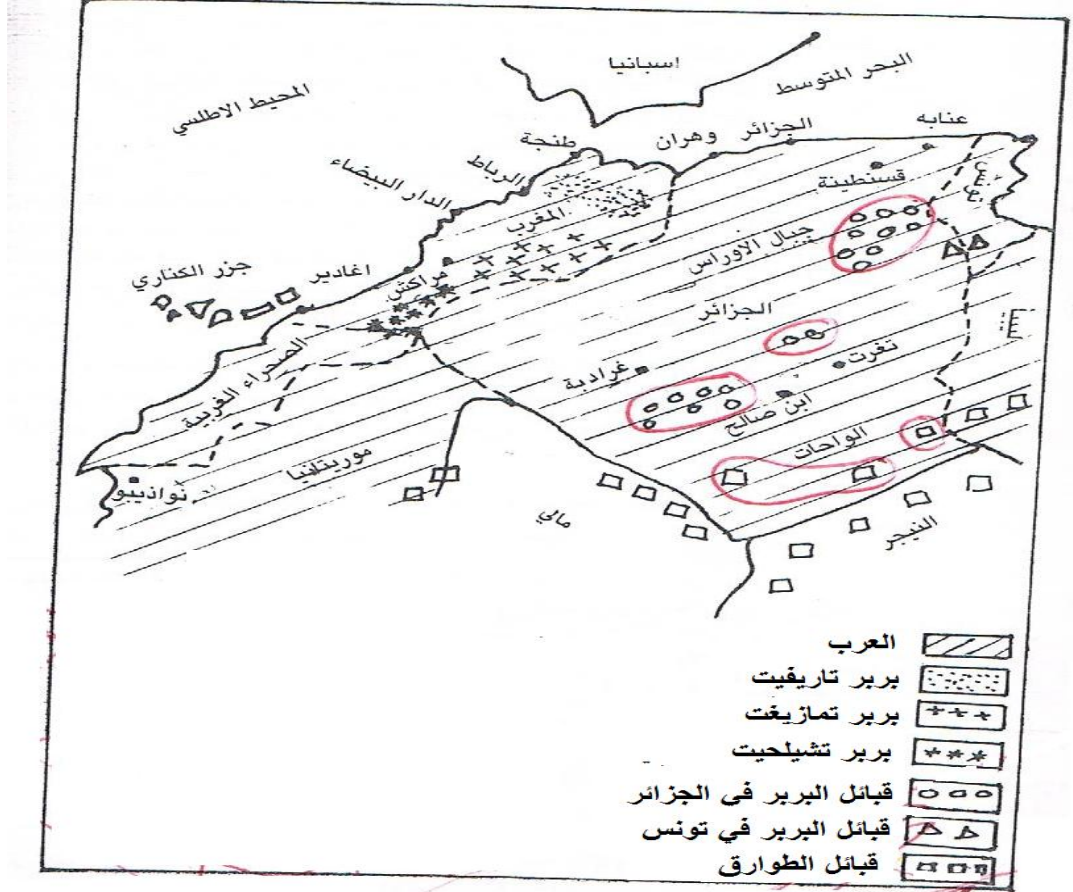 إسبانيا
البحر المتوسط
المحيط الاطلسي
عنابه
الجزائر
وهران
طنجة
الرباط
الدار البيضاء
قسنطينة
تونس
المغرب
جبال الاوراس
جزر الكناري
اغادير
مراكش
الجزائر
تغرت
غرادية
ابن صالح
الصحراء الغربية
الواحات
موريتانيا
نواذيبو
مالي
النيجر
العرب
بربر تاريفيت
بربر تمازيغت
بربر تشيلحيت
قبائل البربر في الجزائر
قبائل البربر في تونس
قبائل الطوارق